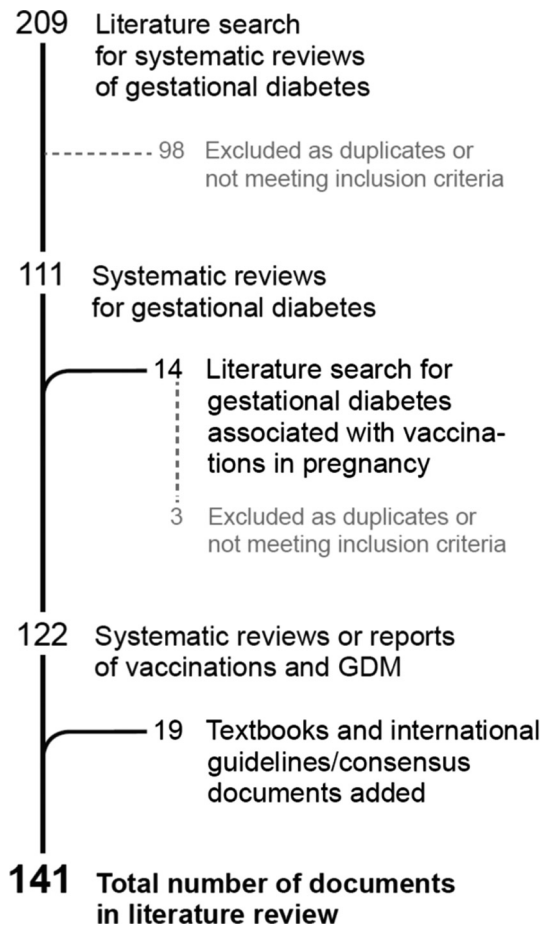 209 Literature search
for systematic reviews
of gestational diabetes
98 Excluded as duplicates or
not meeting inclusion criteria
111 Systematic reviews
for gestational diabetes
14 Literature search for
gestational diabetes
associated with vaccina-
tions in pregnancy
3 Excluded as duplicates or
not meeting inclusion criteria
122 Systematic reviews or reports
of vaccinations and GDM
19 Textbooks and international
guidelines/consensus
documents added
141 Total number of documents
in literature review